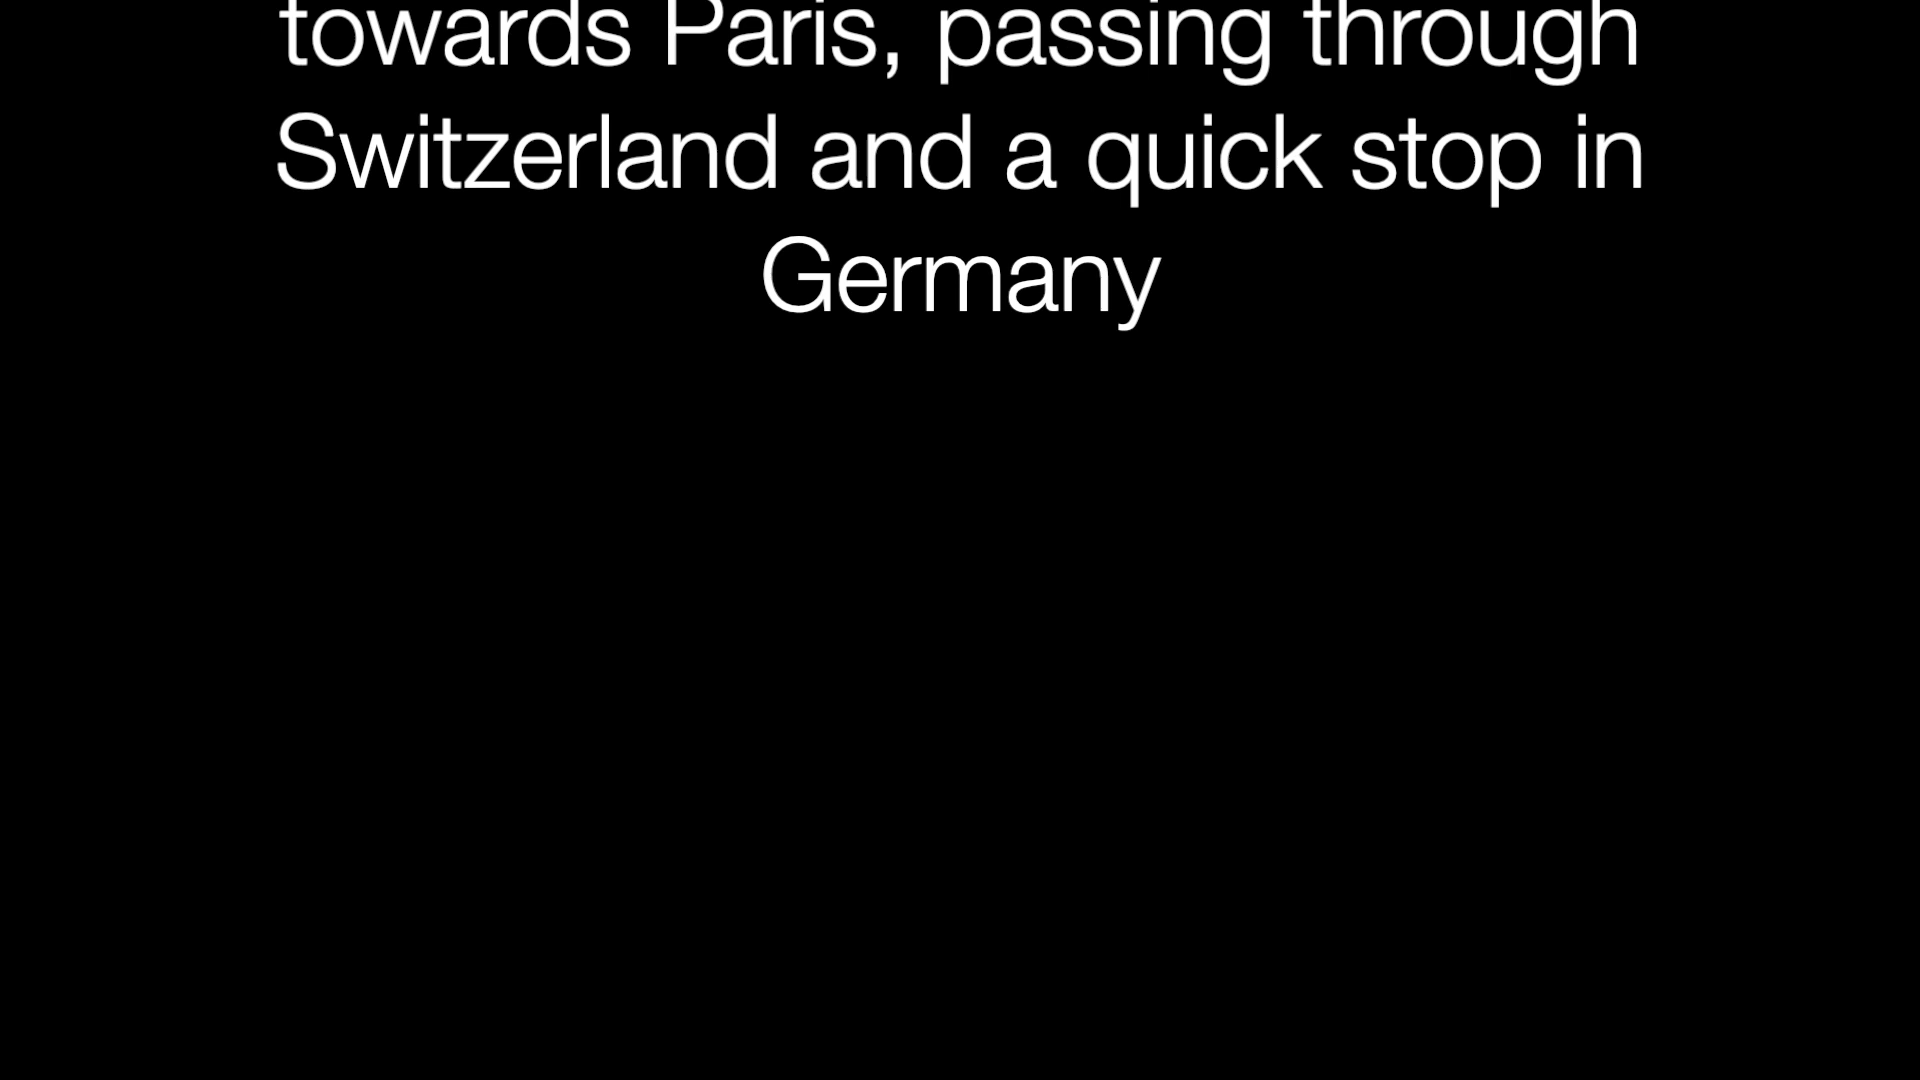 towards Paris, passing through
Switzerland and a quick stop in
Germany